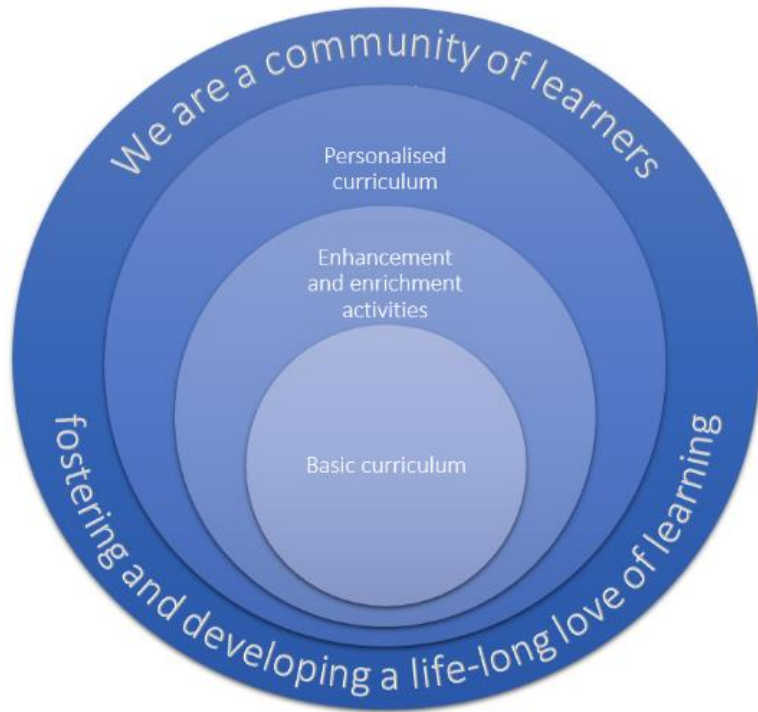 We are a community of learners
Personalised
curriculum
Enhancement
and enrichment
activities
Basic curriculum
fostering and developing a life-long love of learning